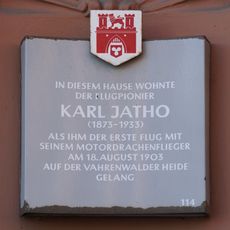 IN DIESEM HAUSE WOHNTE
DER FLUGPIONIER
KARL JATHO
(1873-1933)
ALS IHM DER ERSTE FLUG MIT
SEINEM MOTORDRACHENFLIEGER
AM 18. AUGUST 1903
AUF DER VAHRENWALDER HEIDE
GELANG
114